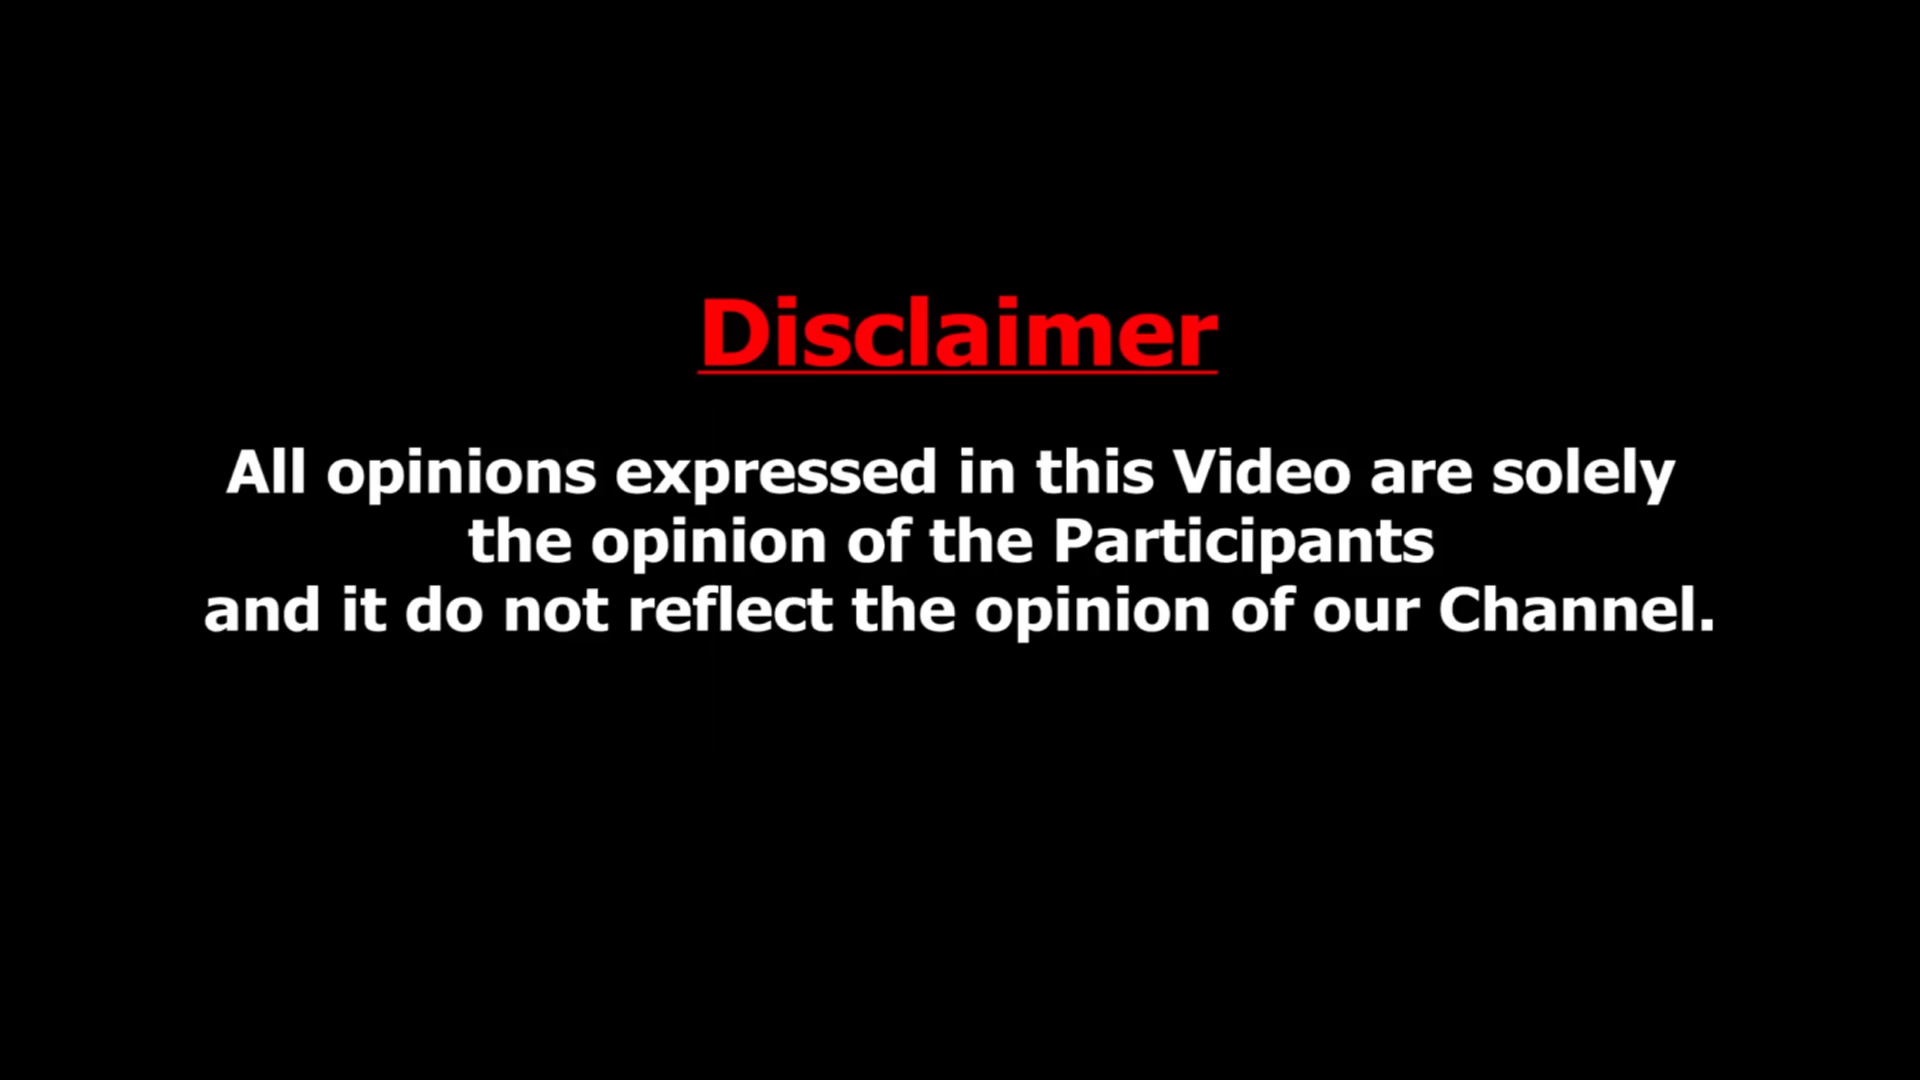 Disclaimer
All opinions expressed in this Video are solely
the opinion of the Participants
and it do not reflect the opinion of our Channel.